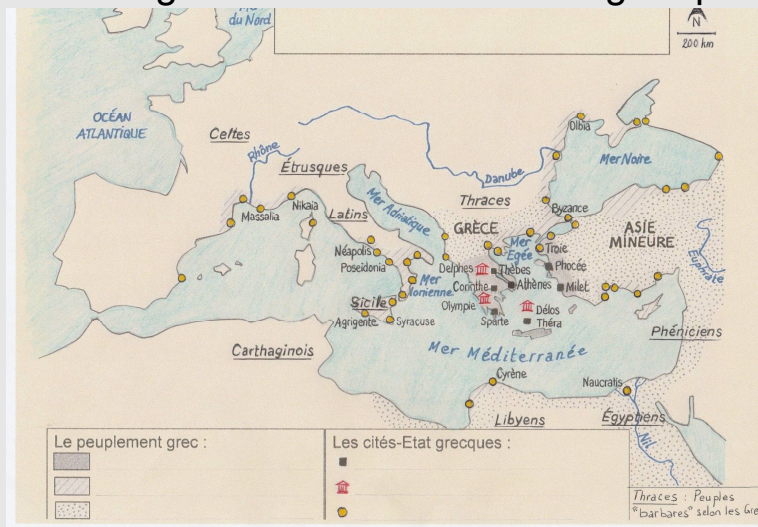 du Nord
N
200 km
OCÉAN
ATLANTIQUE
Celtes
Rhône
Étrusques
Olbia
Mer Noire
Danube
Mer Adriatique
Thraces
Massalia
Nikaia
Latins
Byzance
GRÈCE
ASIE
MINEURE
Mer
Egée
Troie
Euphrate
Néapolis
Poseidonia
Delphes
Thèbes
Phocée
Mer
Ionienne
Corinthe
Athènes
Milet
Olympie
Sicile
Délos
Agrigente
Syracuse
Sparte
Théra
Phéniciens
Carthaginois
Mer Méditerranée
Cyrène
Naucratis
Libyens
Égyptiens
Nil
Le peuplement grec :
Les cités-Etat grecques :
Thraces : Peuples
"barbares" selon les